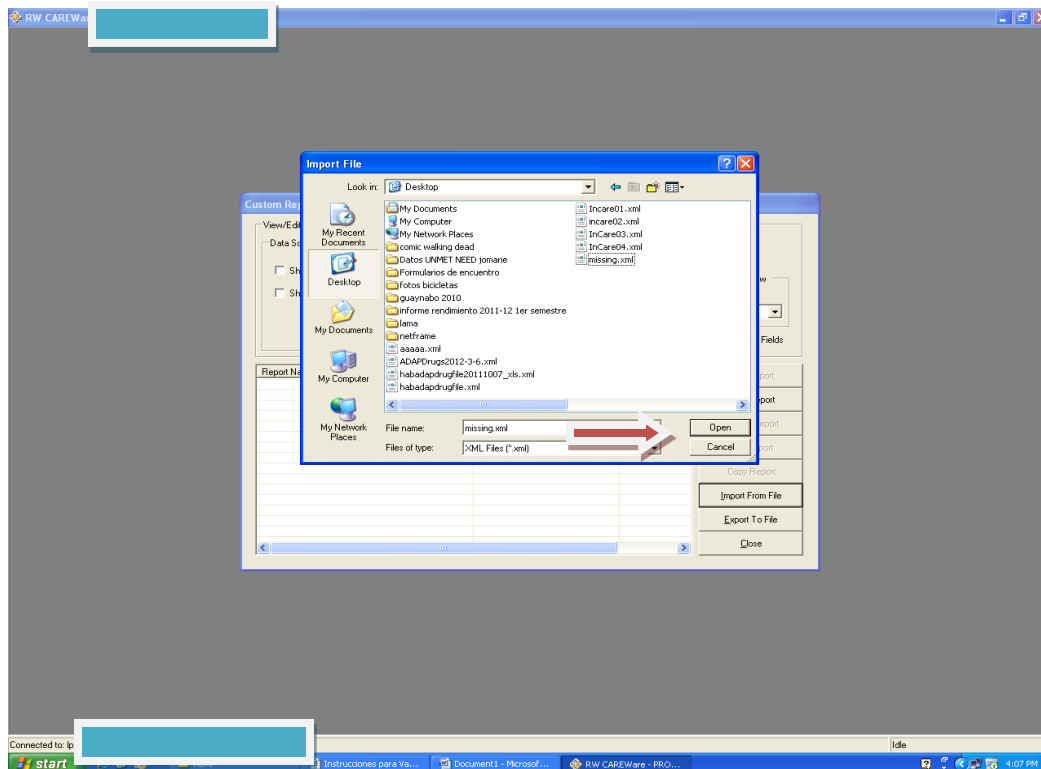 RW CAREWa
Import File
Look in:
Desktop
My Recent
Documents
Desktop
My Documents
My Computer
My Network
Places
My Documents
My Computer
My Network Places
comic walking dead
Datos UNMET NEED jomarie
Formularios de encuentro
fotos bicicletas
guaynabo 2010
informe rendimiento 2011-12 1er semestre
lama
netframe
aaaaa.xml
ADAPDrugs2012-3-6.xml
habadapdrugfile20111007_xls.xml
habadapdrugfile.xml
Incare01.xml
incare02.xml
InCare03.xml
InCare04.xml
missing.xml
File name:
missing.xml
Open
Files of type:
XML Files (*.xml)
Cancel
Custom Re
View/Edi
Data So
Sh
Sh
w
Fields
Report Na
port
port
eport
port
Copy Report
Import From File
Export To File
Close
Connected to: lp
Idle
start
Instrucciones para Va...
Document1 - Microsof...
RW CAREWare - PRO...
4:07 PM